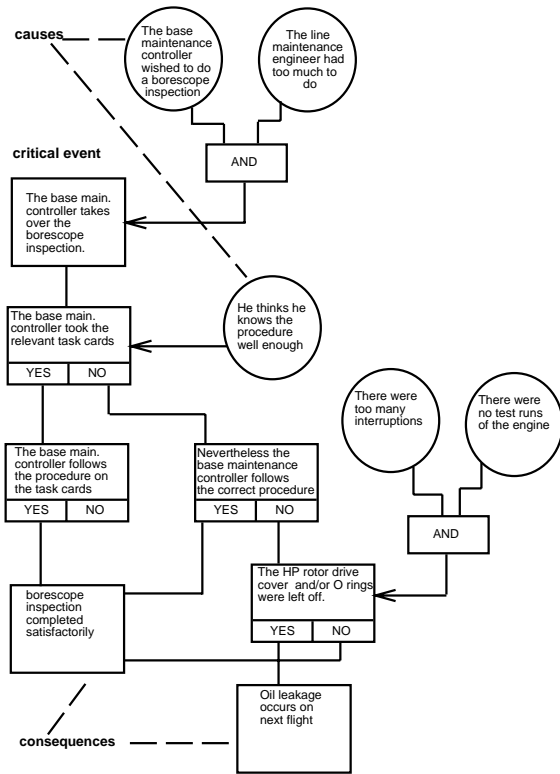 causes
The base
maintenance
controller
wished to do
a borescope
inspection
The line
maintenance
engineer had
too much to
do
critical event
AND
The base main.
controller takes
over the
borescope
inspection.
The base main.
controller took the
relevant task cards
YES NO
He thinks he
knows the
procedure
well enough
There were
too many
interruptions
There were
no test runs
of the engine
The base main.
controller follows
the procedure on
the task cards
YES NO
Nevertheless the
base maintenance
controller follows
the correct procedure
YES NO
AND
The HP rotor drive
cover and/or O rings
were left off.
YES NO
borescope
inspection
completed
satisfactorily
Oil leakage
occurs on
next flight
consequences